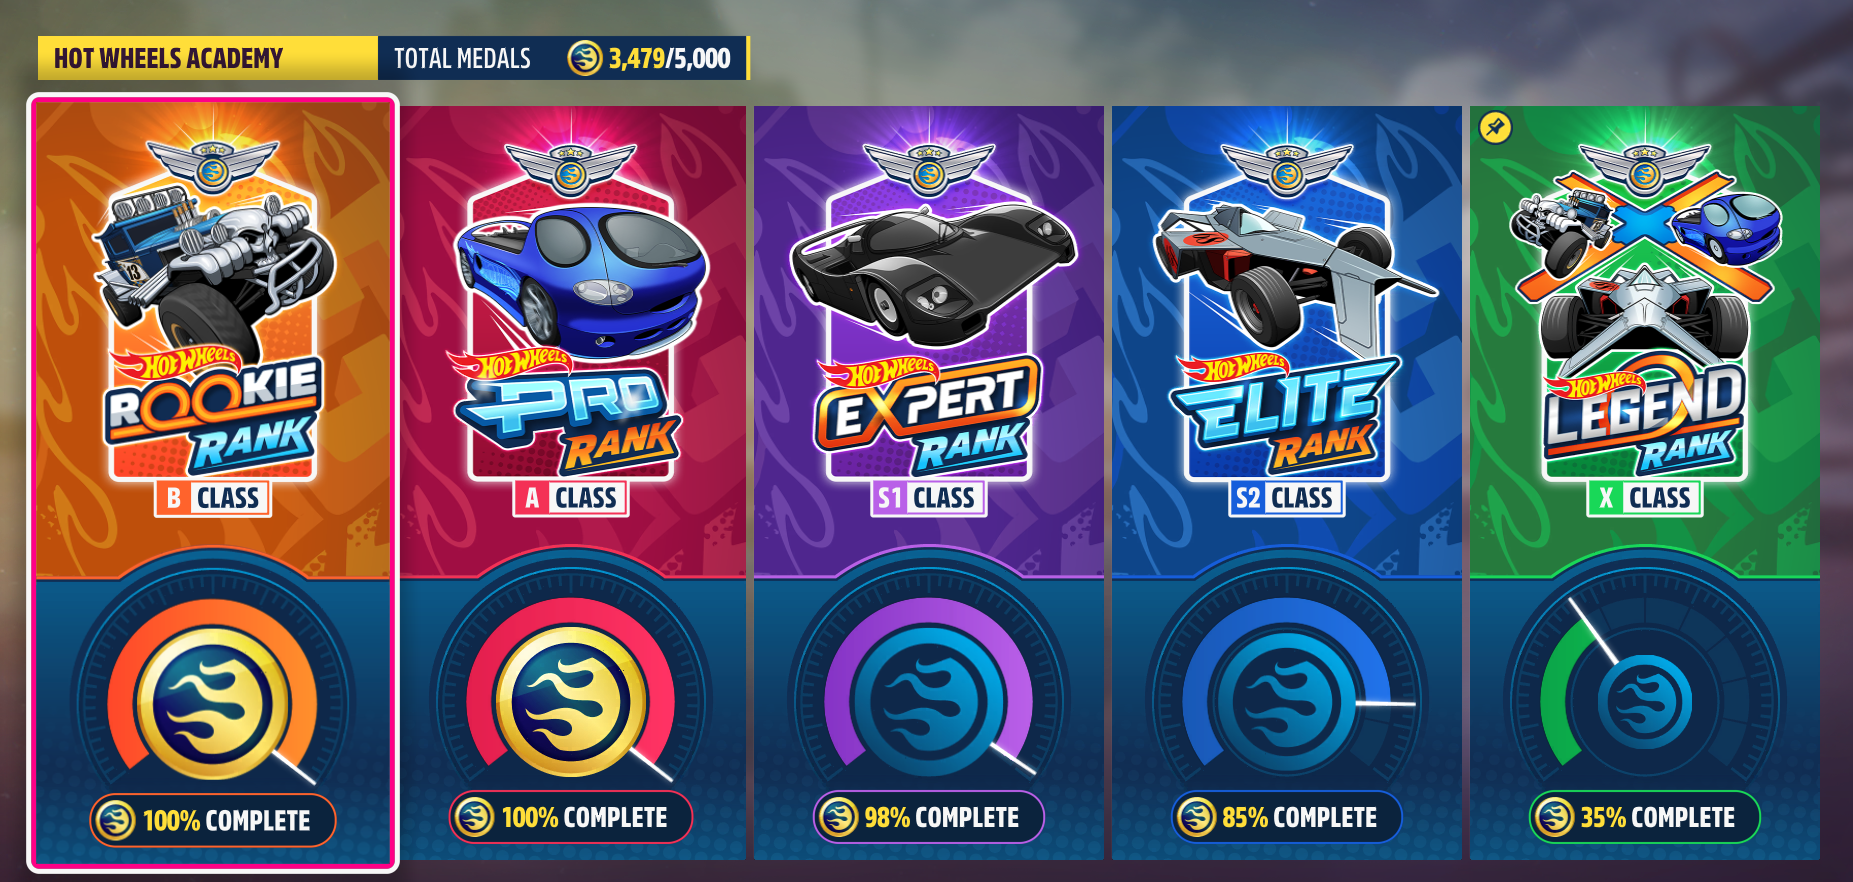 HOT WHEELS ACADEMY
TOTAL MEDALS 3,479/5,000
13
HOT WHEELS
ROOKIE
RANK
B CLASS
100% COMPLETE
HOT WHEELS
PRO
RANK
A CLASS
100% COMPLETE
HOT WHEELS
EXPERT
RANK
S1 CLASS
98% COMPLETE
HOT WHEELS
ELITE
RANK
S2 CLASS
85% COMPLETE
HOT WHEELS
LEGEND
RANK
X CLASS
35% COMPLETE